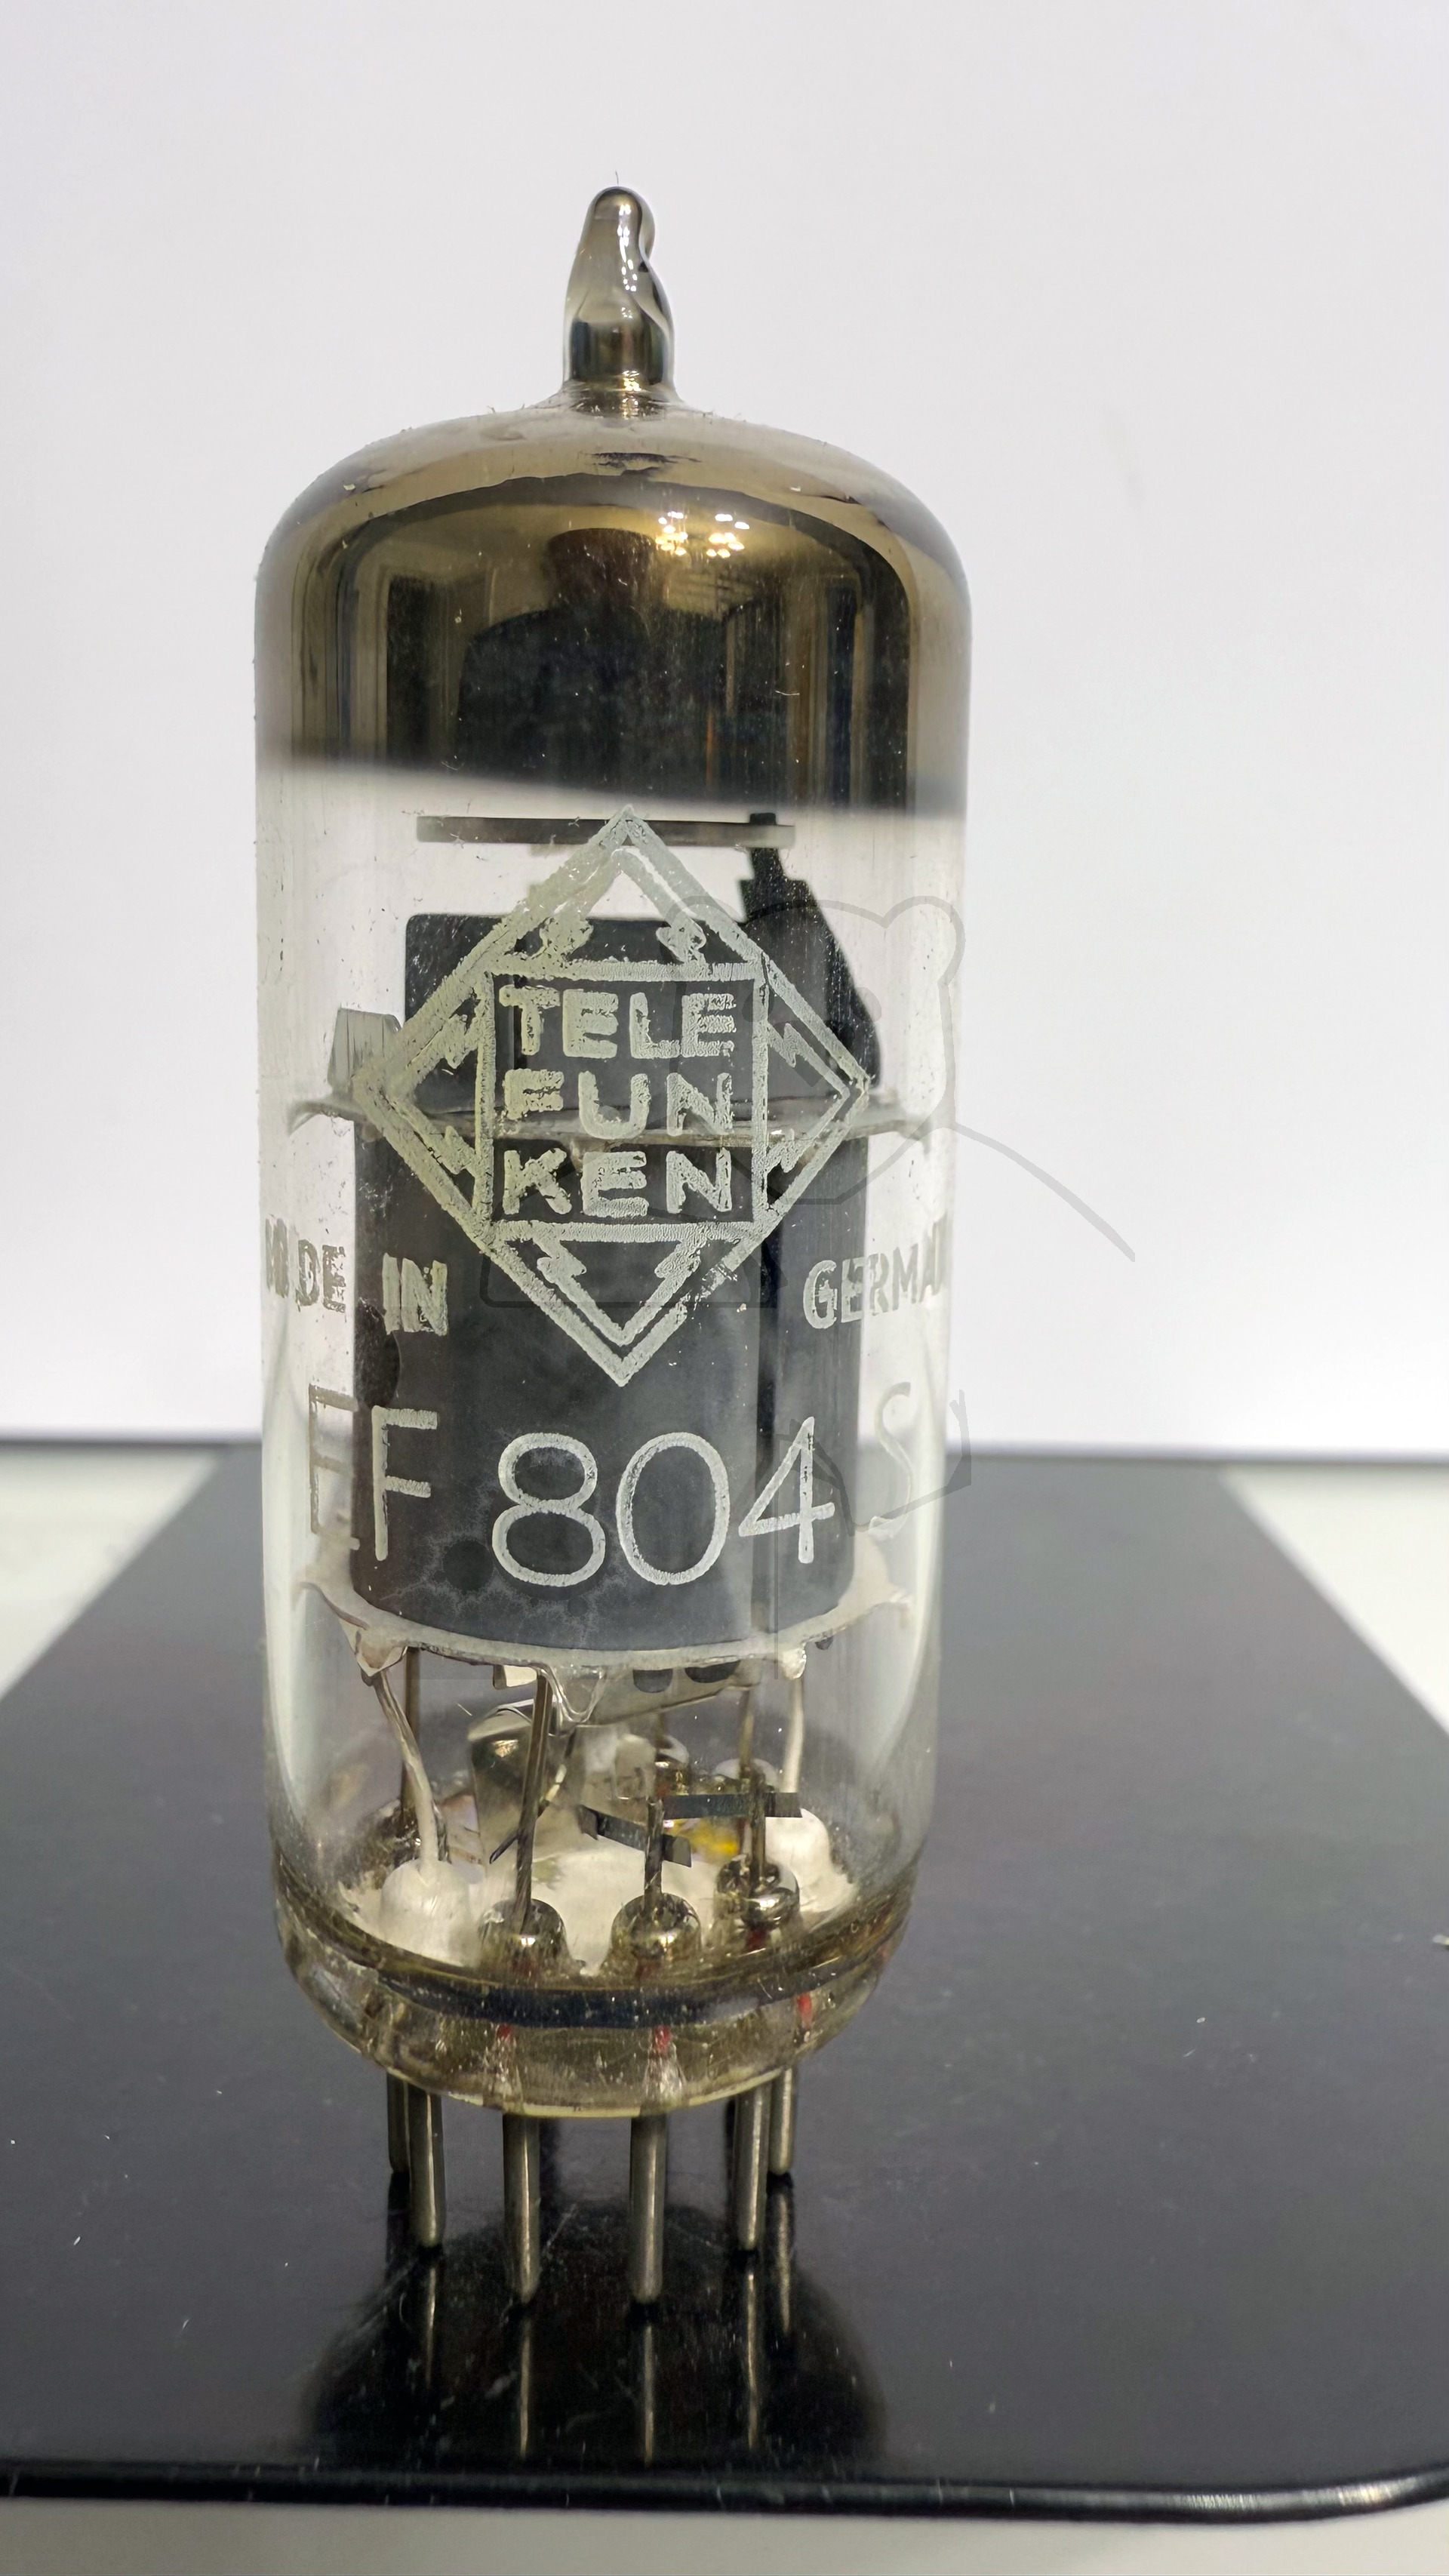 TELE
FUN
KEN
MADE IN GERMANY
EF 804 S